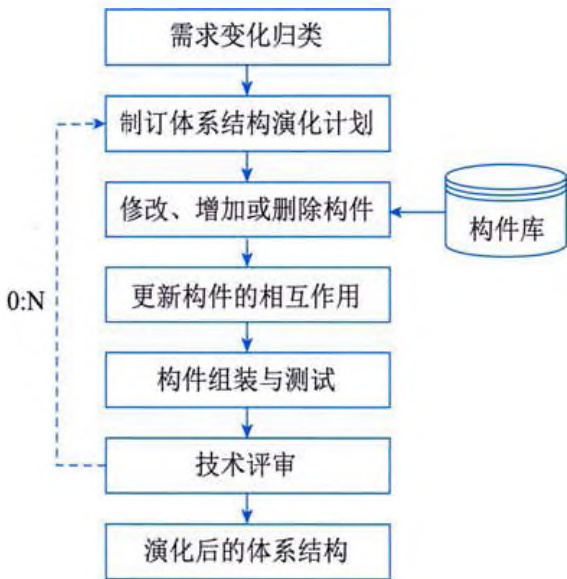 需求变化归类
制订体系结构演化计划
修改、增加或删除构件
构件库
更新构件的相互作用
0:N
构件组装与测试
技术评审
演化后的体系结构